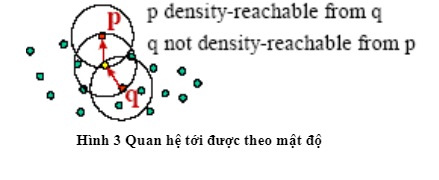 p density-reachable from q
p
q not density-reachable from p
q
Hình 3 Quan hệ tới được theo mật độ